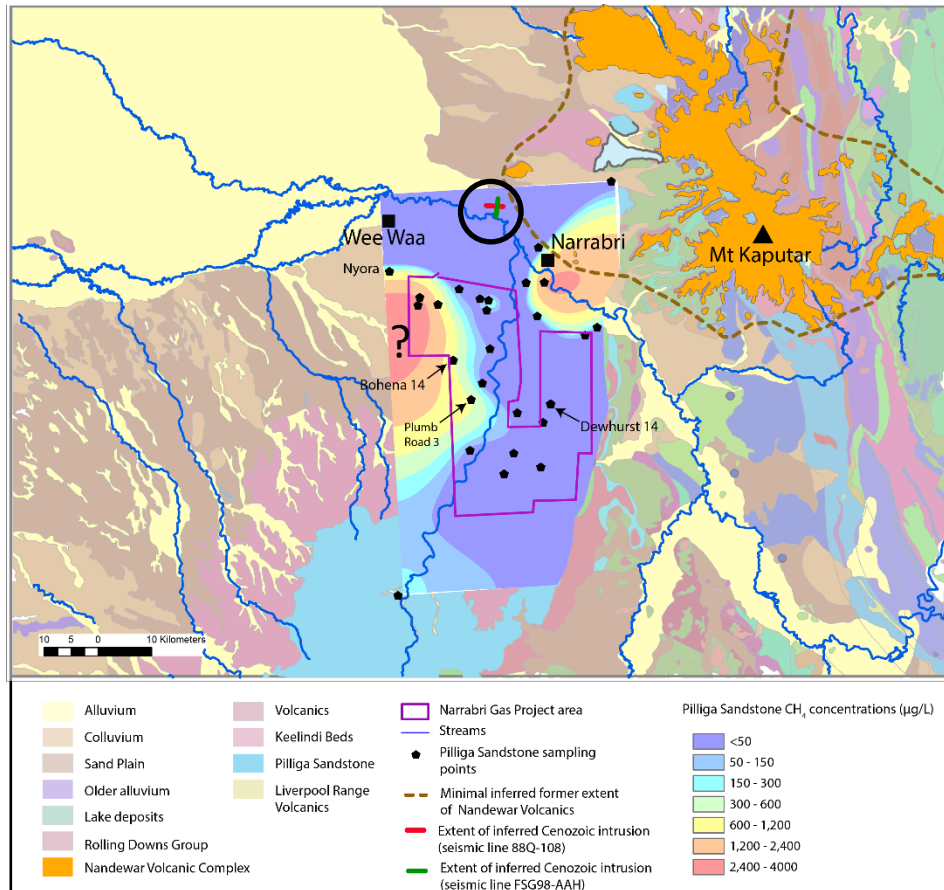 Wee Waa
Narrabri
Mt Kaputar
Nyora
?
Bohena 14
Plumb
Road 3
Dewhurst 14
10 5 0 10 Kilometers
Alluvium
Colluvium
Sand Plain
Older alluvium
Lake deposits
Rolling Downs Group
Nandewar Volcanic Complex
Volcanics
Keelindi Beds
Pilliga Sandstone
Liverpool Range
Volcanics
Narrabri Gas Project area
Streams
Pilliga Sandstone sampling
points
Minimal inferred former extent
of Nandewar Volcanics
Extent of inferred Cenozoic intrusion
(seismic line 88Q-108)
Extent of inferred Cenozoic intrusion
(seismic line FSG98-AAH)
Pilliga Sandstone CH₄ concentrations (µg/L)
<50
50 - 150
150 - 300
300 - 600
600 - 1,200
1,200 - 2,400
2,400 - 4000